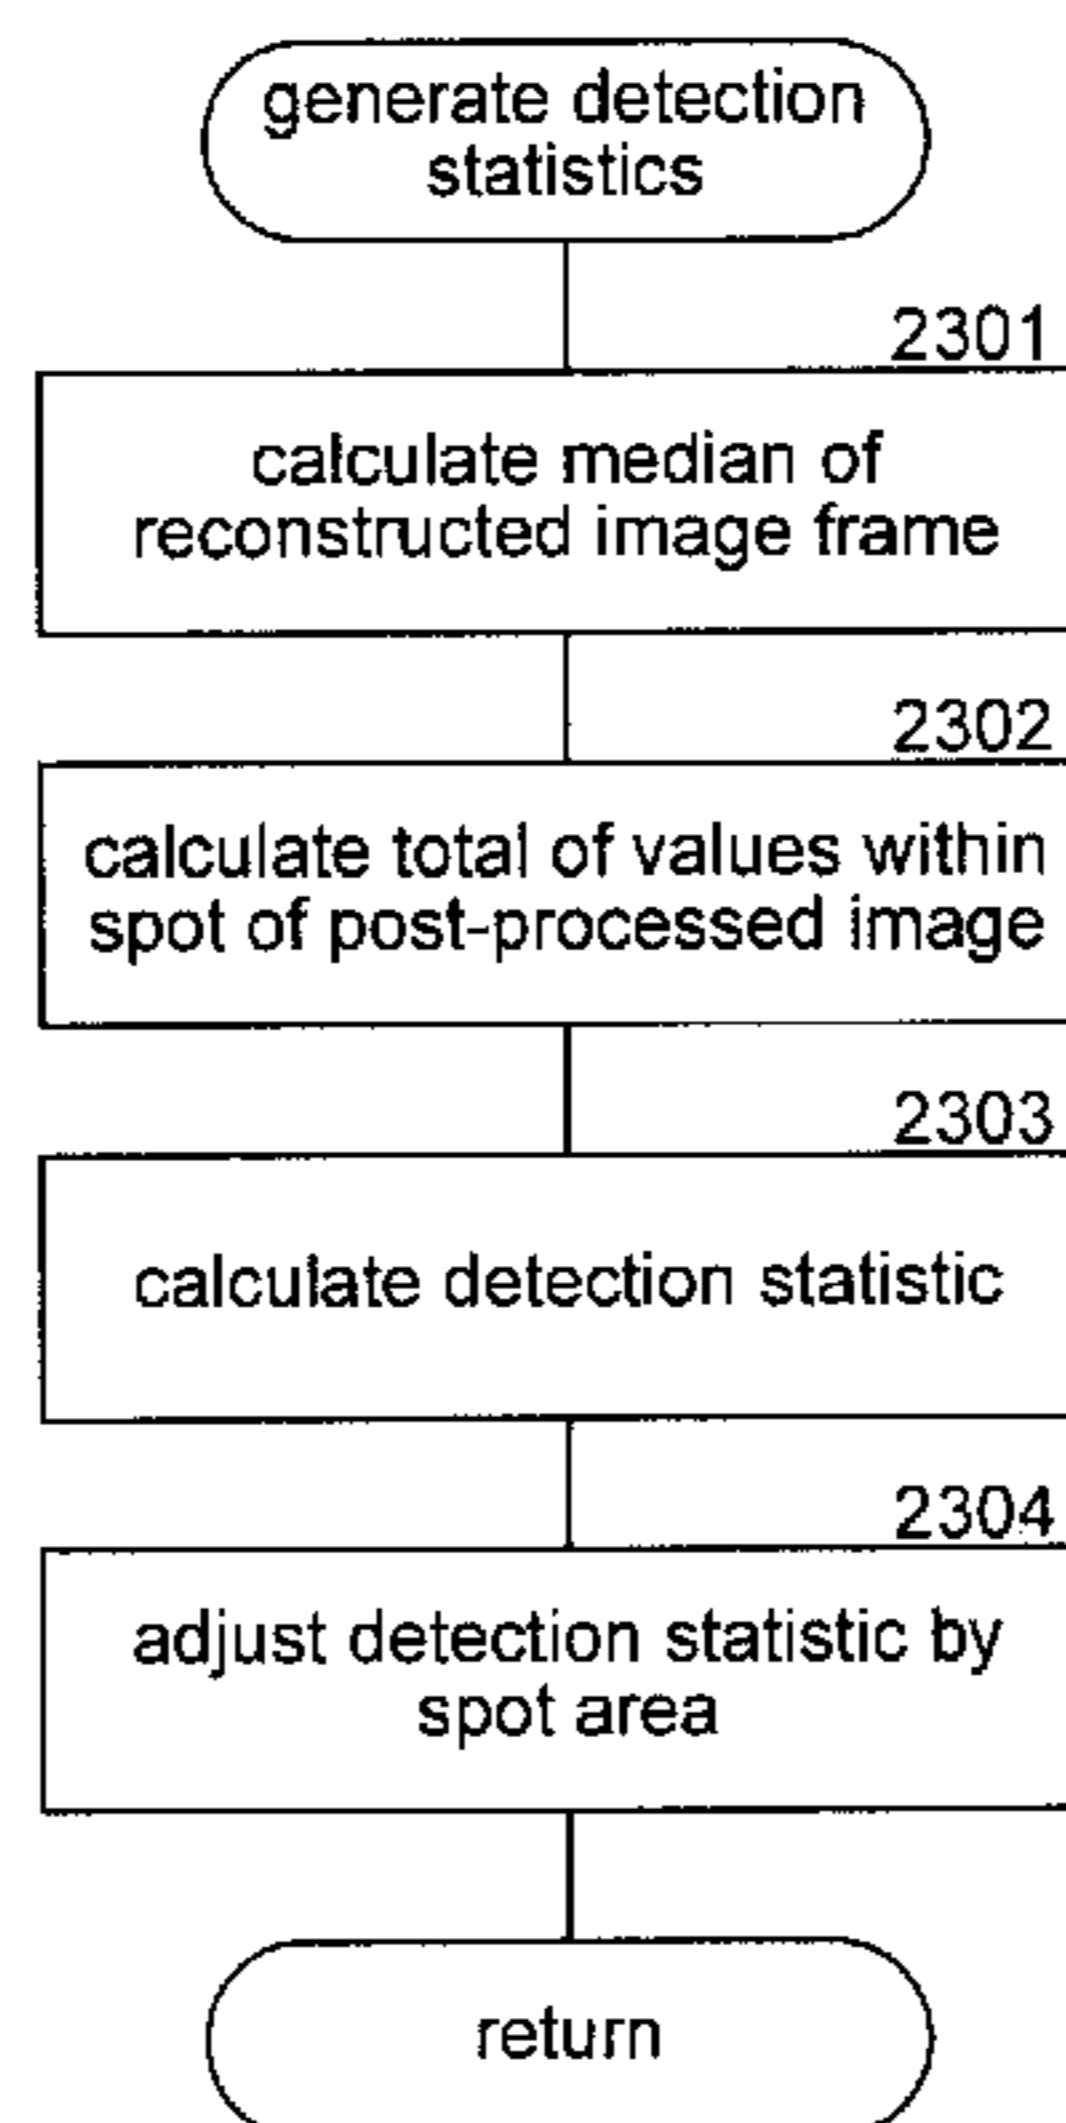 generate detection
statistics
2301
calculate median of
reconstructed image frame
2302
calculate total of values within
spot of post-processed image
2303
calculate detection statistic
2304
adjust detection statistic by
spot area
return